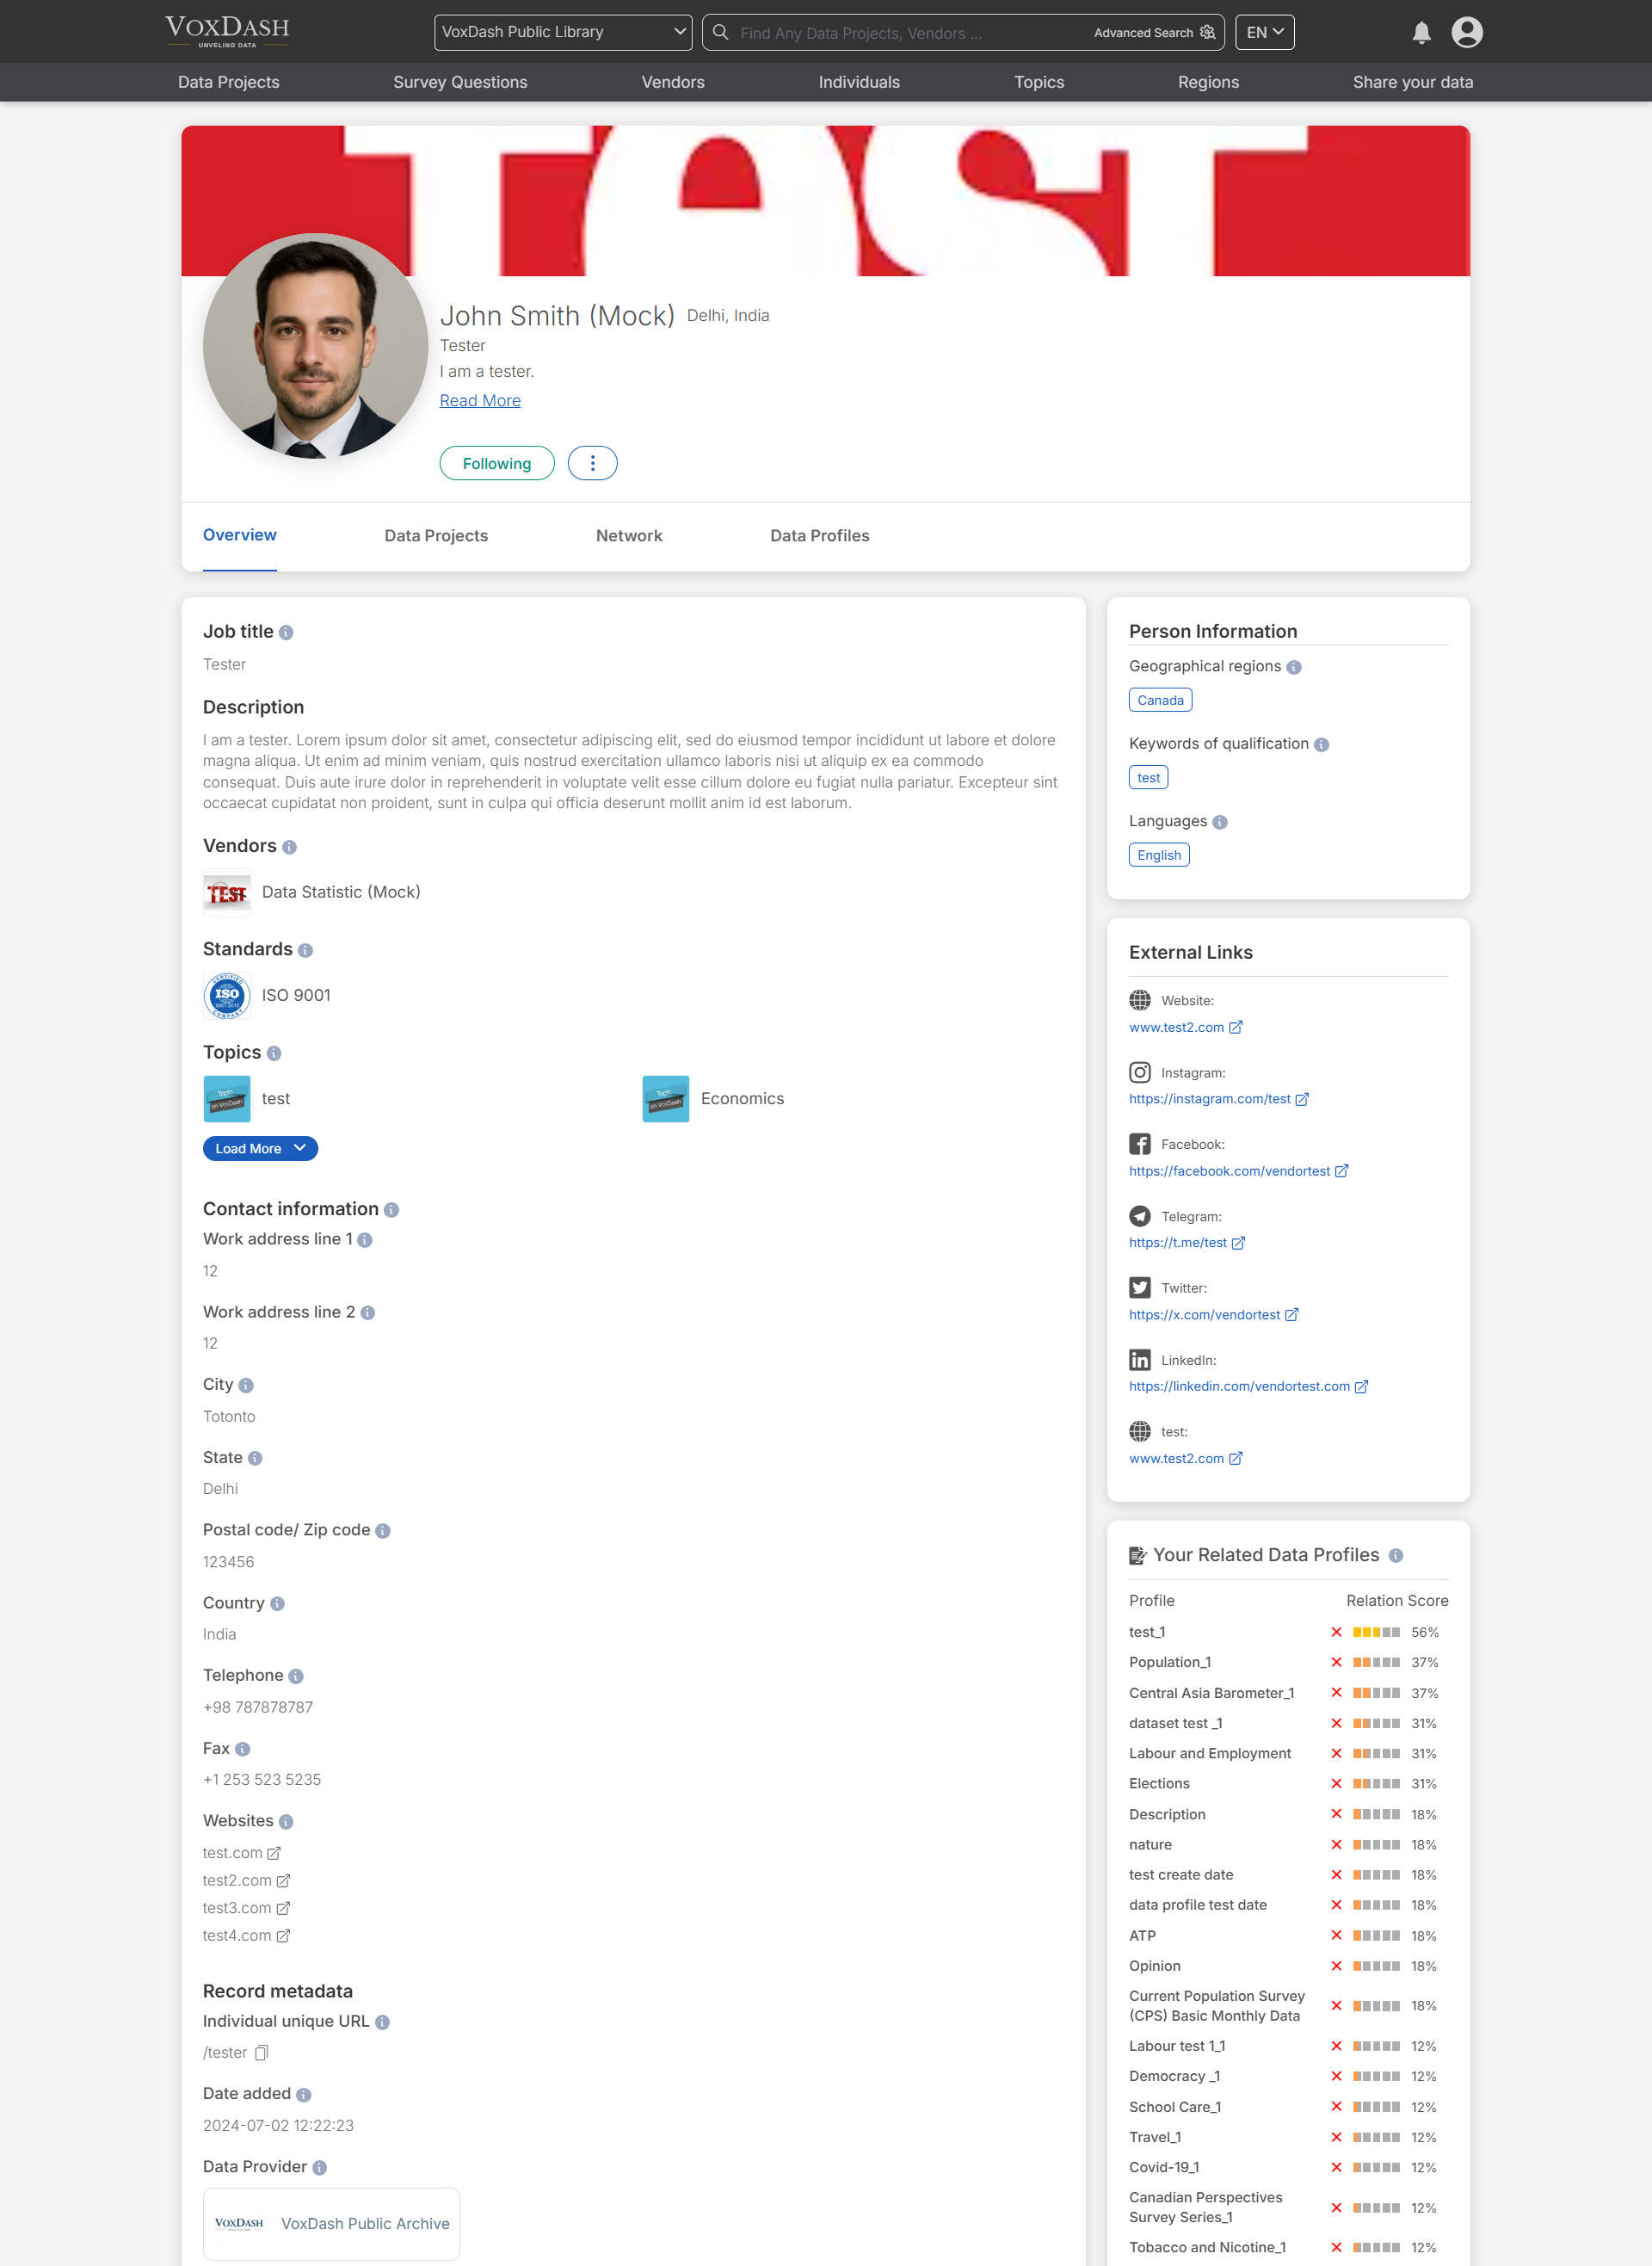 VOXDASH
UNVEILING DATA
VoxDash Public Library
Find Any Data Projects, Vendors ...
Advanced Search
EN
Data Projects
Survey Questions
Vendors
Individuals
Topics
Regions
Share your data
TEST
John Smith (Mock)
Delhi, India
Tester
I am a tester.
Read More
Following
Overview
Data Projects
Network
Data Profiles
Job title
Tester
Description
I am a tester. Lorem ipsum dolor sit amet, consectetur adipiscing elit, sed do eiusmod tempor incididunt ut labore et dolore
magna aliqua. Ut enim ad minim veniam, quis nostrud exercitation ullamco laboris nisi ut aliquip ex ea commodo
consequat. Duis aute irure dolor in reprehenderit in voluptate velit esse cillum dolore eu fugiat nulla pariatur. Excepteur sint
occaecat cupidatat non proident, sunt in culpa qui officia deserunt mollit anim id est laborum.
Vendors
TEST
Data Statistic (Mock)
Standards
CERTIFIED
ISO
COMPANY
ISO 9001
Topics
Topic
on VoxDash
test
Topic
on VoxDash
Economics
Load More
Contact information
Work address line 1
12
Work address line 2
12
City
Totonto
State
Delhi
Postal code/ Zip code
123456
Country
India
Telephone
+98 787878787
Fax
+1 253 523 5235
Websites
test.com
test2.com
test3.com
test4.com
Record metadata
Individual unique URL
/tester
Date added
2024-07-02 12:22:23
Data Provider
VOXDASH
VoxDash Public Archive
Person Information
Geographical regions
Canada
Keywords of qualification
test
Languages
English
External Links
Website:
www.test2.com
Instagram:
https://instagram.com/test
Facebook:
https://facebook.com/vendortest
Telegram:
https://t.me/test
Twitter:
https://x.com/vendortest
LinkedIn:
https://linkedin.com/vendortest.com
test:
www.test2.com
Your Related Data Profiles
Profile Relation Score
test_1 56%
Population_1 37%
Central Asia Barometer_1 37%
dataset test _1 31%
Labour and Employment 31%
Elections 31%
Description 18%
nature 18%
test create date 18%
data profile test date 18%
ATP 18%
Opinion 18%
Current Population Survey
(CPS) Basic Monthly Data 18%
Labour test 1_1 12%
Democracy _1 12%
School Care_1 12%
Travel_1 12%
Covid-19_1 12%
Canadian Perspectives
Survey Series_1 12%
Tobacco and Nicotine_1 12%